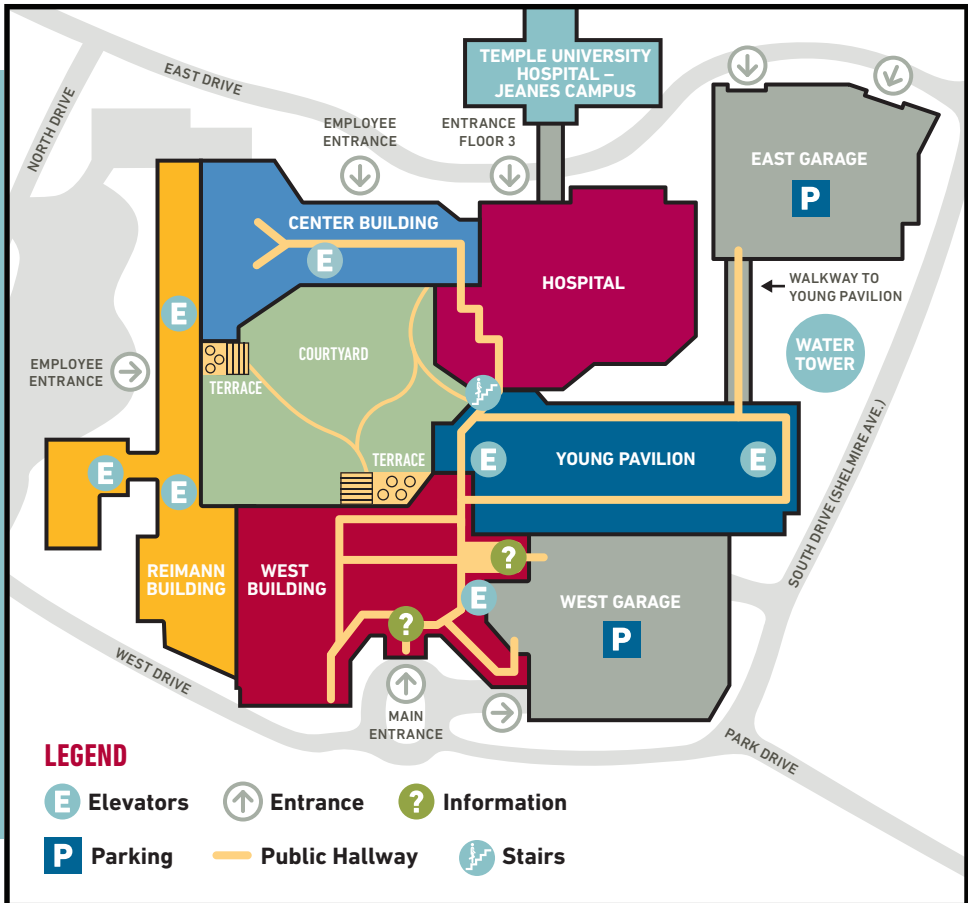 TEMPLE UNIVERSITY
HOSPITAL –
JEANES CAMPUS
EAST DRIVE
NORTH DRIVE
EMPLOYEE
ENTRANCE
ENTRANCE
FLOOR 3
EAST GARAGE
P
CENTER BUILDING
E
HOSPITAL
WALKWAY TO
YOUNG PAVILION
E
COURTYARD
WATER
TOWER
EMPLOYEE
ENTRANCE
TERRACE
SOUTH DRIVE (SHELMIRE AVE.)
TERRACE
E
YOUNG PAVILION
E
E
E
REIMANN
BUILDING
WEST
BUILDING
?
E
WEST GARAGE
P
?
WEST DRIVE
MAIN
ENTRANCE
PARK DRIVE
LEGEND
E Elevators
Entrance
? Information
P Parking
Public Hallway
Stairs